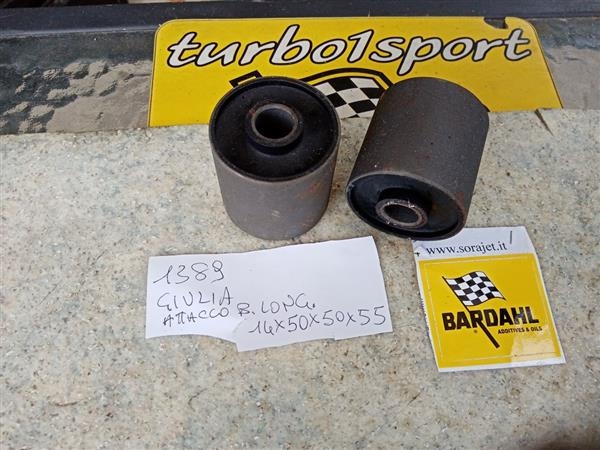 turbo1sport
1389
GIULIA
ATTACCO B. LONG.
14X50X50X55
www.sorajet.it
BARDAHL
ADDITIVES & OILS